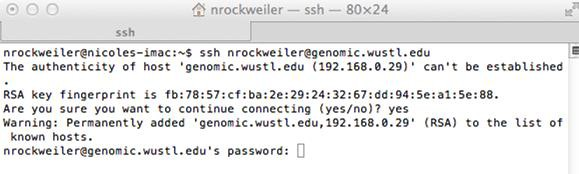 nrockweiler — ssh — 80×24
ssh
nrockweiler@nicoles-imac:~$ ssh nrockweiler@genomic.wustl.edu
The authenticity of host 'genomic.wustl.edu (192.168.0.29)' can't be established
.
RSA key fingerprint is fb:78:57:cf:ba:2e:29:24:32:67:dd:94:5e:a1:5e:88.
Are you sure you want to continue connecting (yes/no)? yes
Warning: Permanently added 'genomic.wustl.edu,192.168.0.29' (RSA) to the list of
 known hosts.
nrockweiler@genomic.wustl.edu's password: